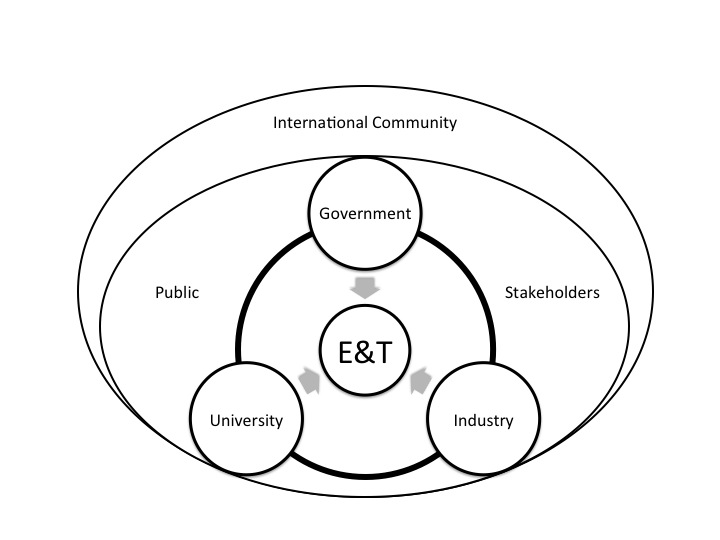 International Community
Government
Public
Stakeholders
E&T
University
Industry